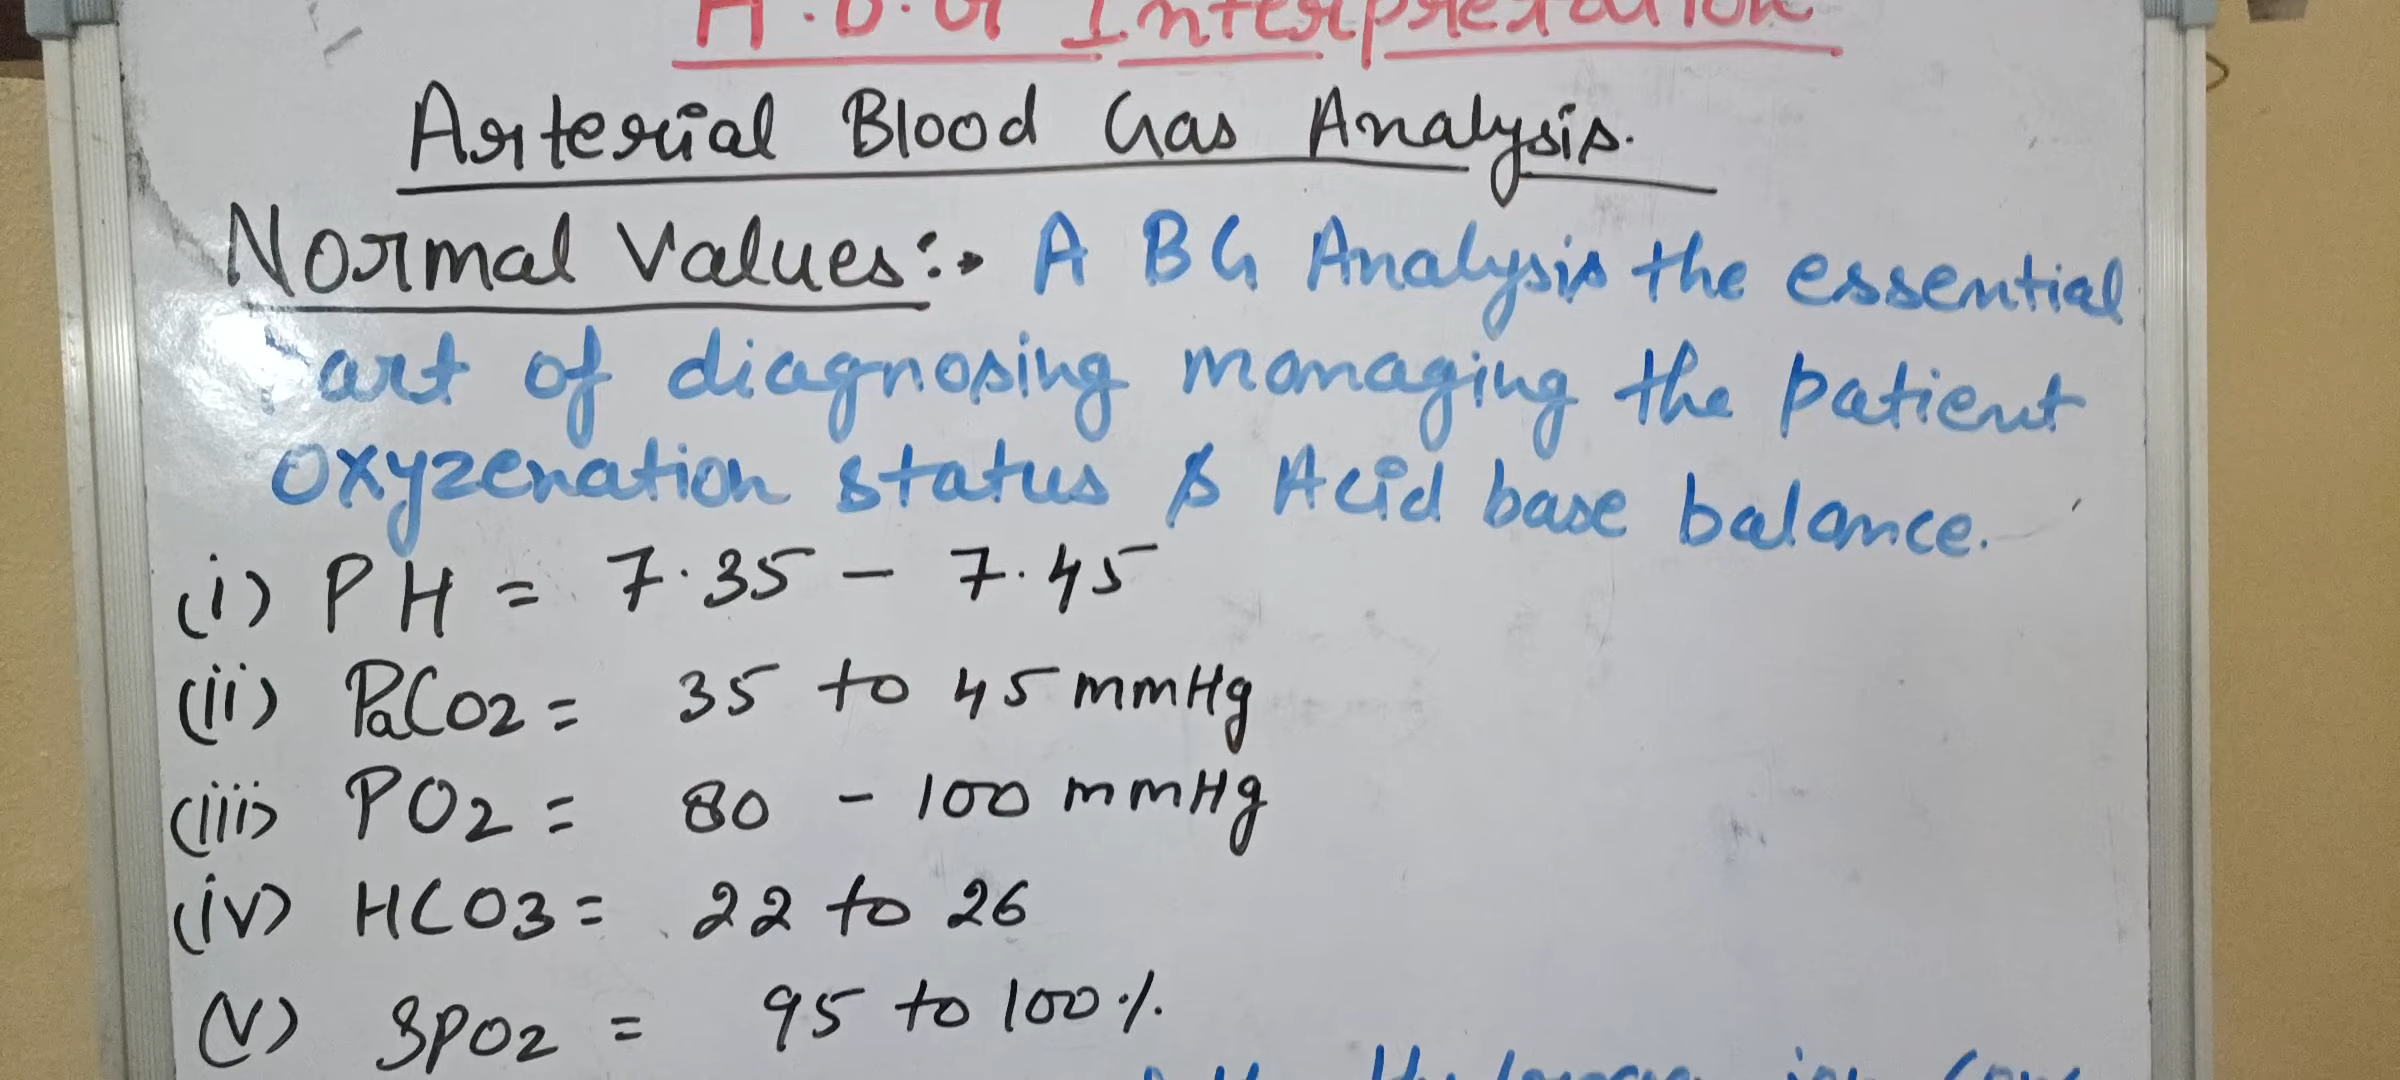 A.B.G Interpretation
Arterial Blood Gas Analysis.
Normal Values:- ABG Analysis the essential
art of diagnosing managing the patient
oxyzenation status & Acid base balance.
(i) PH = 7.35 - 7.45
(ii) PaCO2 = 35 to 45 mmHg
(iii) PO2 = 80 - 100 mmHg
(iv) HCO3 = 22 to 26
(V) SPO2 = 95 to 100%.